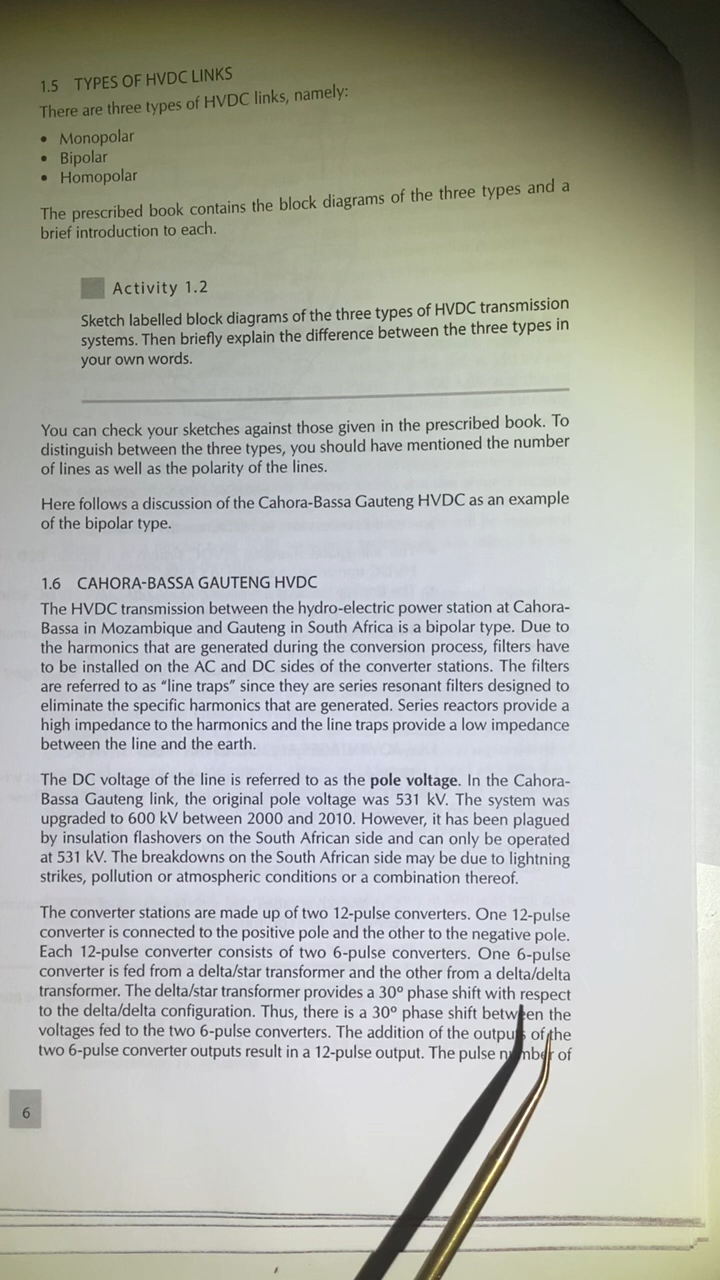 1.5 TYPES OF HVDC LINKS
There are three types of HVDC links, namely:
• Monopolar
• Bipolar
• Homopolar
The prescribed book contains the block diagrams of the three types and a
brief introduction to each.
Activity 1.2
Sketch labelled block diagrams of the three types of HVDC transmission
systems. Then briefly explain the difference between the three types in
your own words.
You can check your sketches against those given in the prescribed book. To
distinguish between the three types, you should have mentioned the number
of lines as well as the polarity of the lines.
Here follows a discussion of the Cahora-Bassa Gauteng HVDC as an example
of the bipolar type.
1.6 CAHORA-BASSA GAUTENG HVDC
The HVDC transmission between the hydro-electric power station at Cahora-
Bassa in Mozambique and Gauteng in South Africa is a bipolar type. Due to
the harmonics that are generated during the conversion process, filters have
to be installed on the AC and DC sides of the converter stations. The filters
are referred to as "line traps" since they are series resonant filters designed to
eliminate the specific harmonics that are generated. Series reactors provide a
high impedance to the harmonics and the line traps provide a low impedance
between the line and the earth.
The DC voltage of the line is referred to as the pole voltage. In the Cahora-
Bassa Gauteng link, the original pole voltage was 531 kV. The system was
upgraded to 600 kV between 2000 and 2010. However, it has been plagued
by insulation flashovers on the South African side and can only be operated
at 531 kV. The breakdowns on the South African side may be due to lightning
strikes, pollution or atmospheric conditions or a combination thereof.
The converter stations are made up of two 12-pulse converters. One 12-pulse
converter is connected to the positive pole and the other to the negative pole.
Each 12-pulse converter consists of two 6-pulse converters. One 6-pulse
converter is fed from a delta/star transformer and the other from a delta/delta
transformer. The delta/star transformer provides a 30° phase shift with respect
to the delta/delta configuration. Thus, there is a 30° phase shift between the
voltages fed to the two 6-pulse converters. The addition of the outputs of the
two 6-pulse converter outputs result in a 12-pulse output. The pulse number of
6